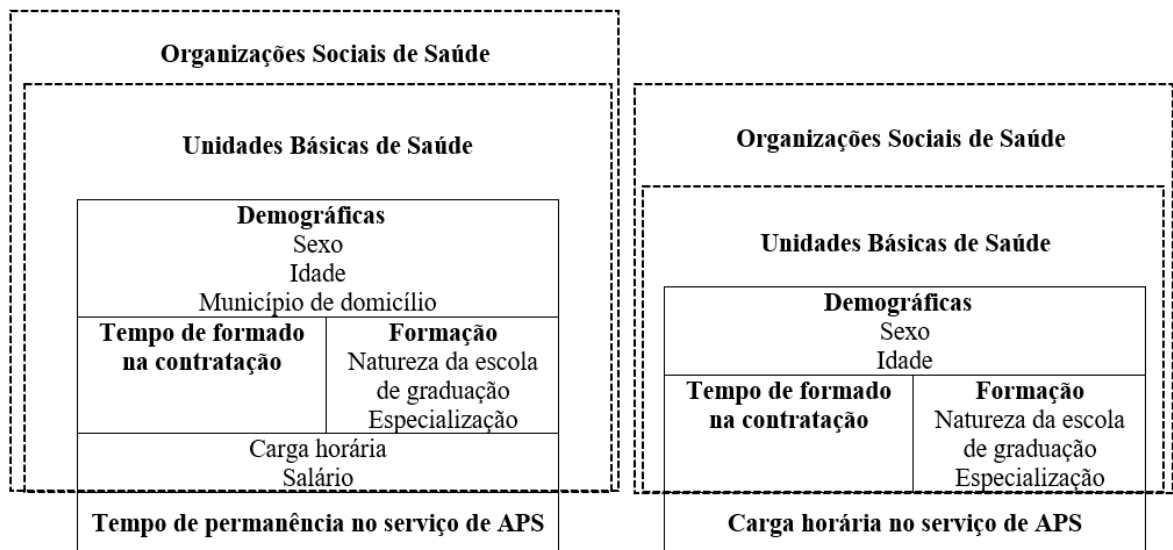 Organizações Sociais de Saúde
Unidades Básicas de Saúde
Demográficas
Sexo
Idade
Município de domicílio
Tempo de formado
na contratação
Formação
Natureza da escola
de graduação
Especialização
Carga horária
Salário
Tempo de permanência no serviço de APS
Organizações Sociais de Saúde
Unidades Básicas de Saúde
Demográficas
Sexo
Idade
Tempo de formado
na contratação
Formação
Natureza da escola
de graduação
Especialização
Carga horária no serviço de APS